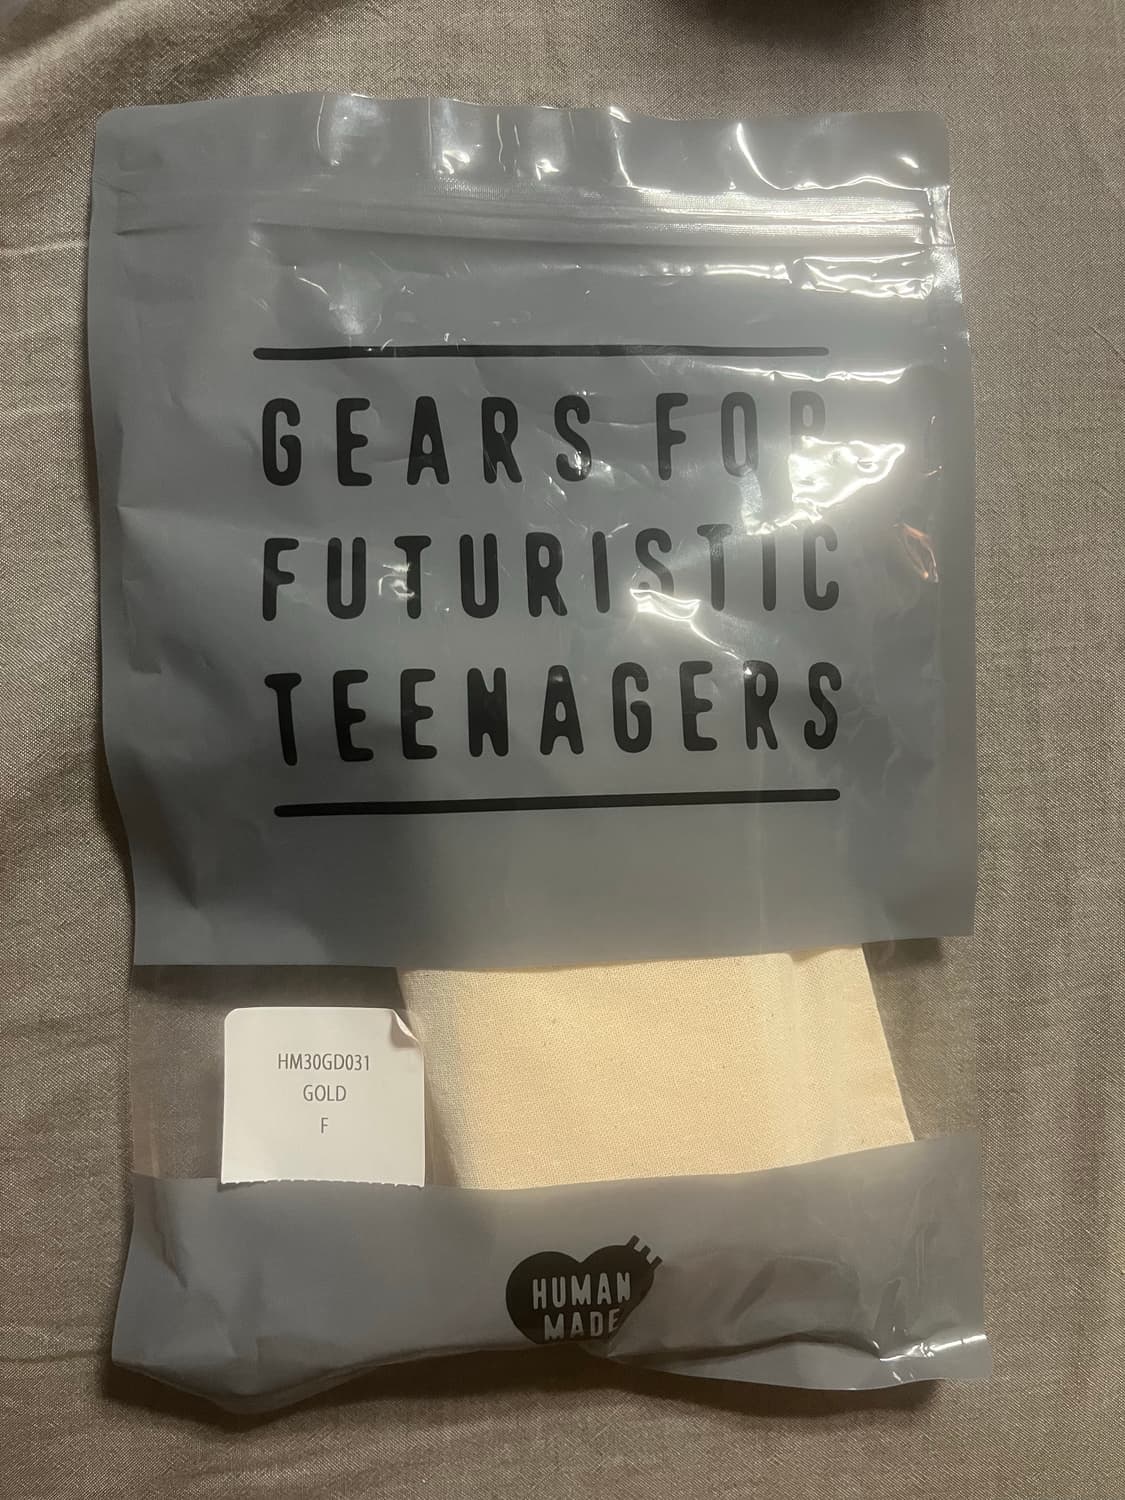 GEARS FOR
FUTURISTIC
TEENAGERS
HM30GD031
GOLD
F
HUMAN
MADE